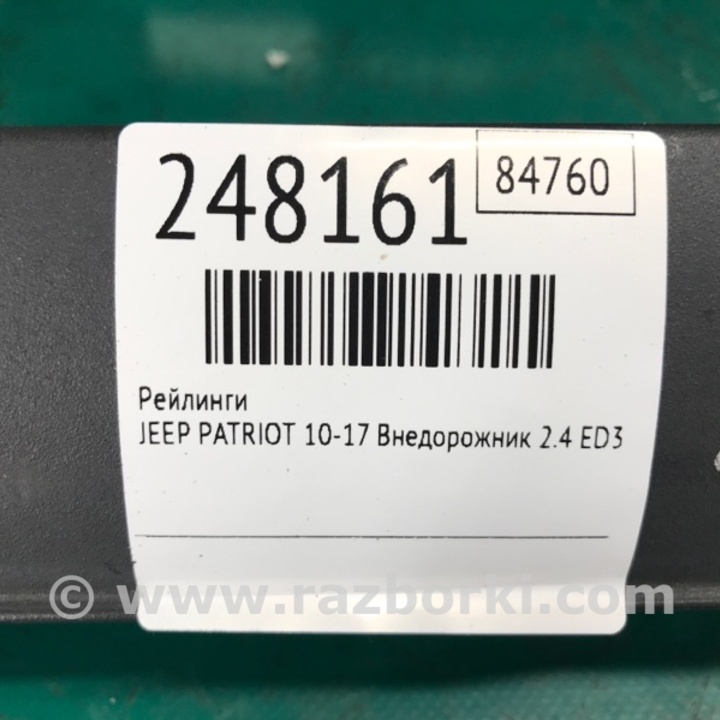 248161
84760
Рейлинги
JEEP PATRIOT 10-17 Внедорожник 2.4 ED3
© www.razborki.com